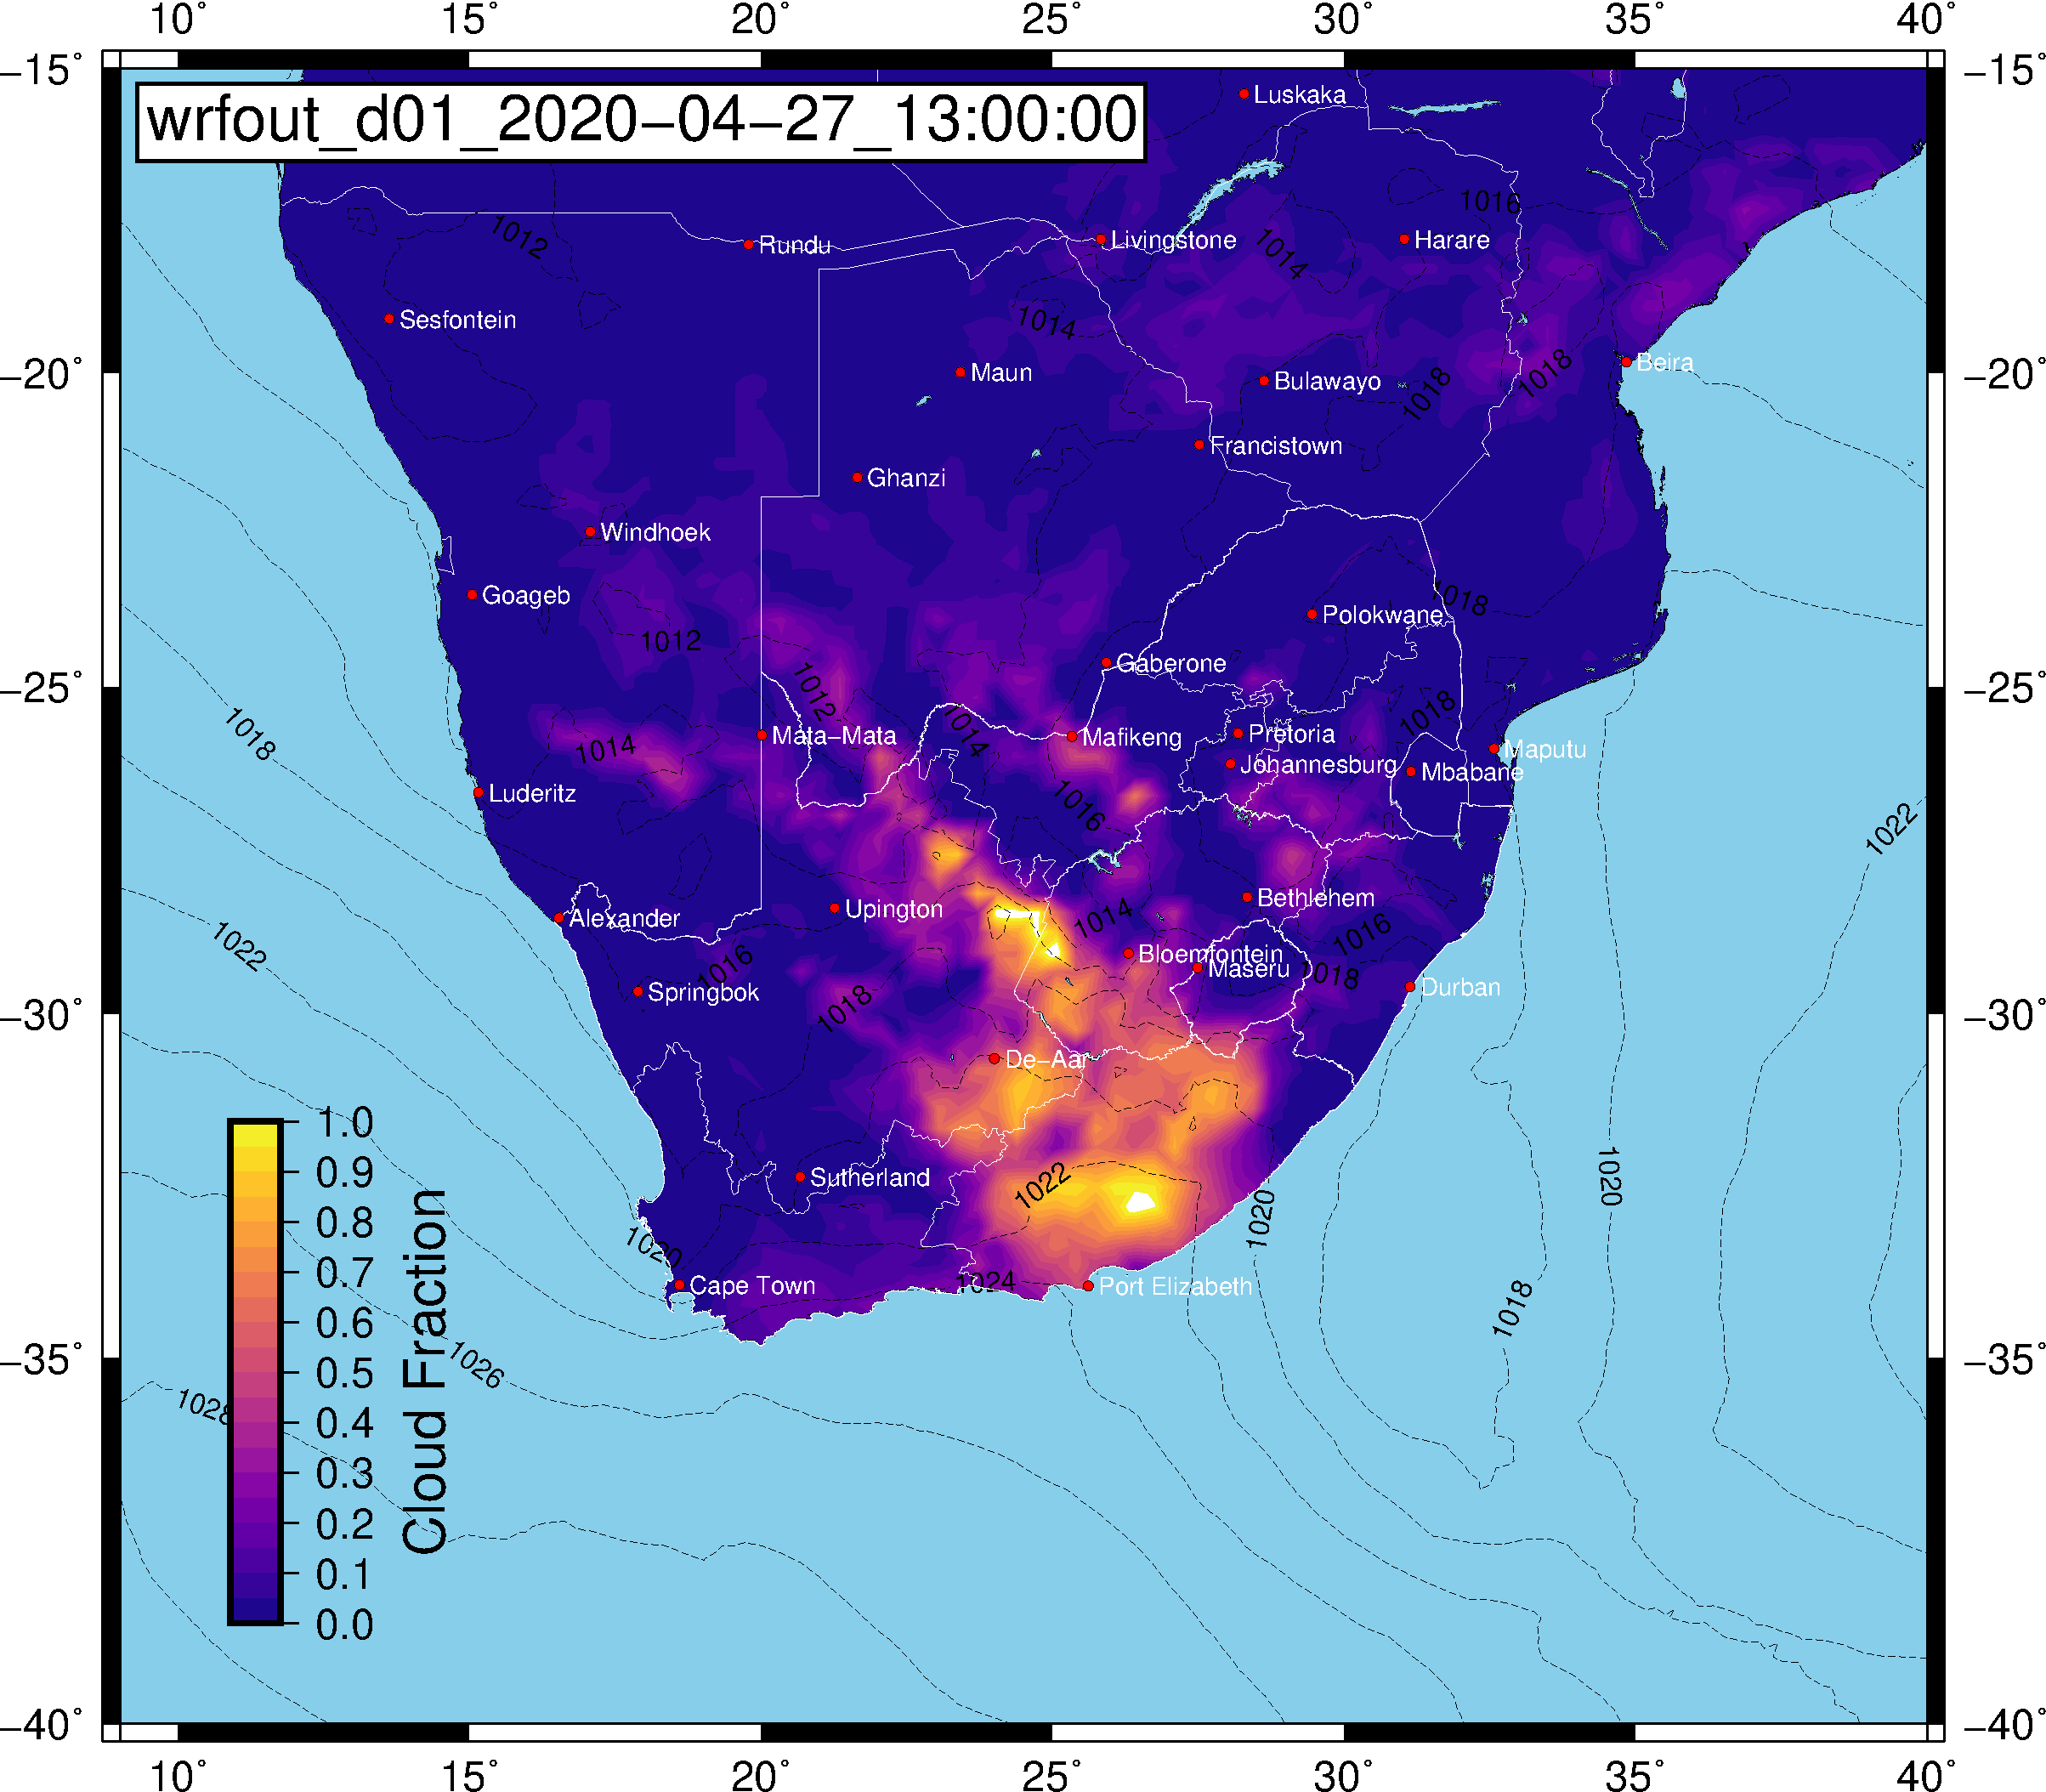 10° 15° 20° 25° 30° 35° 40°
−15° −15°
wrfout_d01_2020−04−27_13:00:00
Luskaka
1016
1012
Rundu
Livingstone
1014
Harare
Sesfontein
1014
Maun
Bulawayo
1018
1018
Beira
−20° −20°
Francistown
Ghanzi
Windhoek
Goageb
1018
Polokwane
1012
Gaberone
−25° −25°
1012
1018
1018
1014
1014
Mata−Mata
Mafikeng
Pretoria
Maputu
Johannesburg
Mbabane
Luderitz
1016
1022
Upington
Bethlehem
Alexander
1014
1022
1016
Bloemfontein
Maseru
1016
1018
Springbok
1018
Durban
−30° −30°
De−Aar
Sutherland
1022
1020
1020
1020
Cape Town
1024
Port Elizabeth
1018
−35° −35°
1026
1028
1.0
0.9
0.8
0.7
0.6
0.5
0.4
0.3
0.2
0.1
0.0
Cloud Fraction
−40° −40°
10° 15° 20° 25° 30° 35° 40°